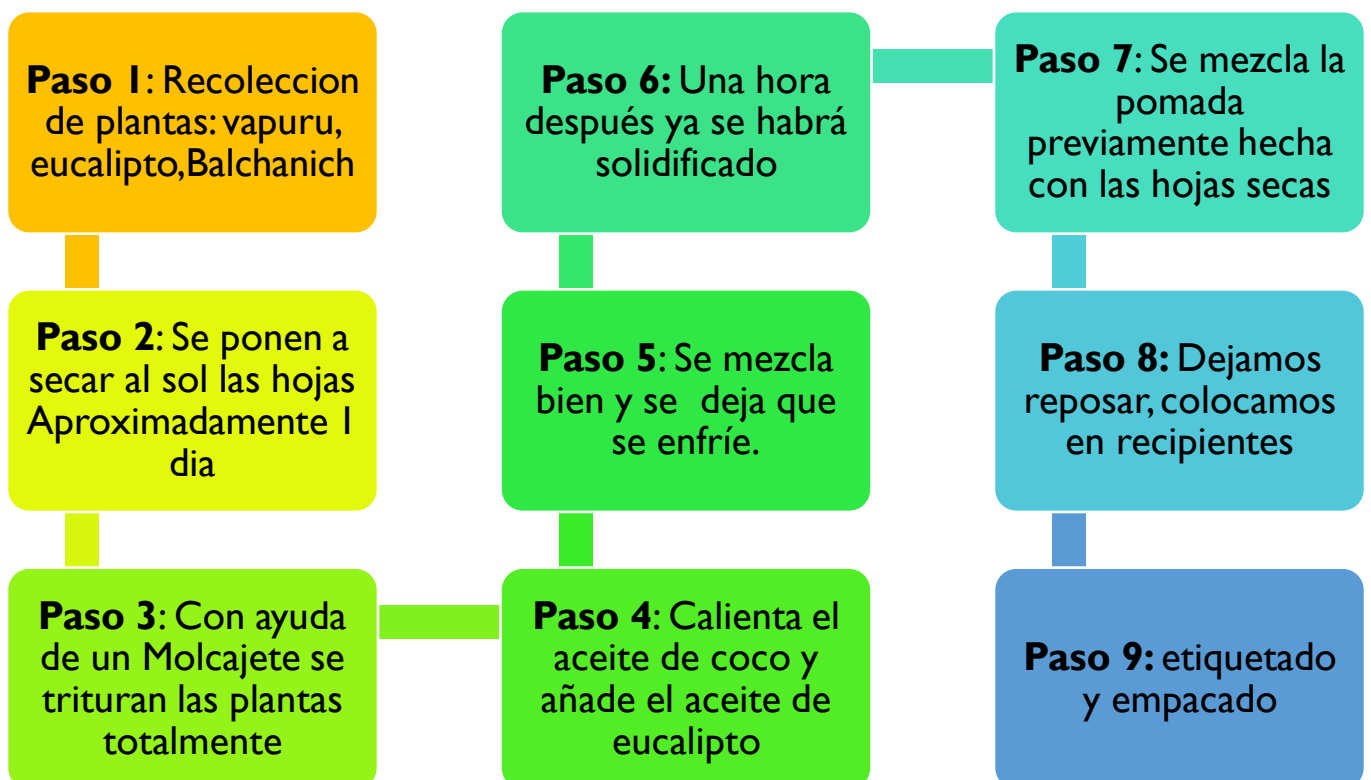 Paso 1: Recoleccion
de plantas: vapuru,
eucalipto,Balchanich
Paso 2: Se ponen a
secar al sol las hojas
Aproximadamente 1
dia
Paso 3: Con ayuda
de un Molcajete se
trituran las plantas
totalmente
Paso 4: Calienta el
aceite de coco y
añade el aceite de
eucalipto
Paso 5: Se mezcla
bien y se deja que
se enfríe.
Paso 6: Una hora
después ya se habrá
solidificado
Paso 7: Se mezcla la
pomada
previamente hecha
con las hojas secas
Paso 8: Dejamos
reposar, colocamos
en recipientes
Paso 9: etiquetado
y empacado